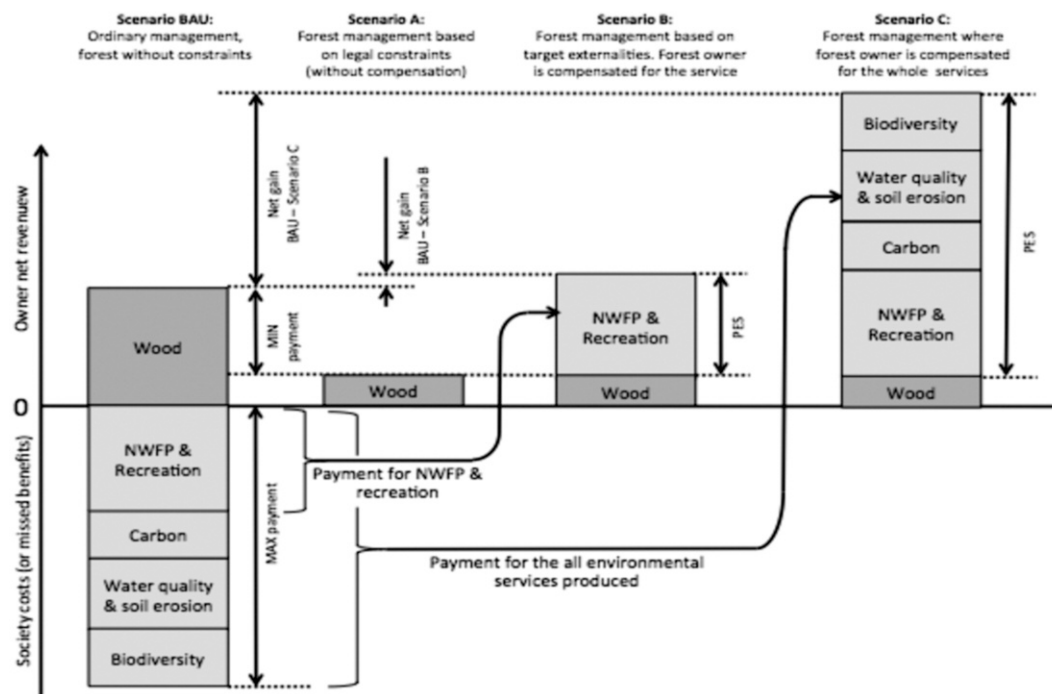 Scenario BAU:
Ordinary management,
forest without constraints
Scenario A:
Forest management based
on legal constraints
(without compensation)
Scenario B:
Forest management based on
target externalities. Forest owner
is compensated for the service
Scenario C:
Forest management where
forest owner is compensated
for the whole services
Owner net revenuew
Society costs (or missed benefits)
0
Wood
NWFP &
Recreation
Carbon
Water quality
& soil erosion
Biodiversity
Net gain
BAU – Scenario C
MIN
payment
MAX payment
Net gain
BAU – Scenario B
Wood
Payment for NWFP &
recreation
Payment for the all environmental
services produced
NWFP &
Recreation
Wood
PES
Biodiversity
Water quality
& soil erosion
Carbon
NWFP &
Recreation
Wood
PES